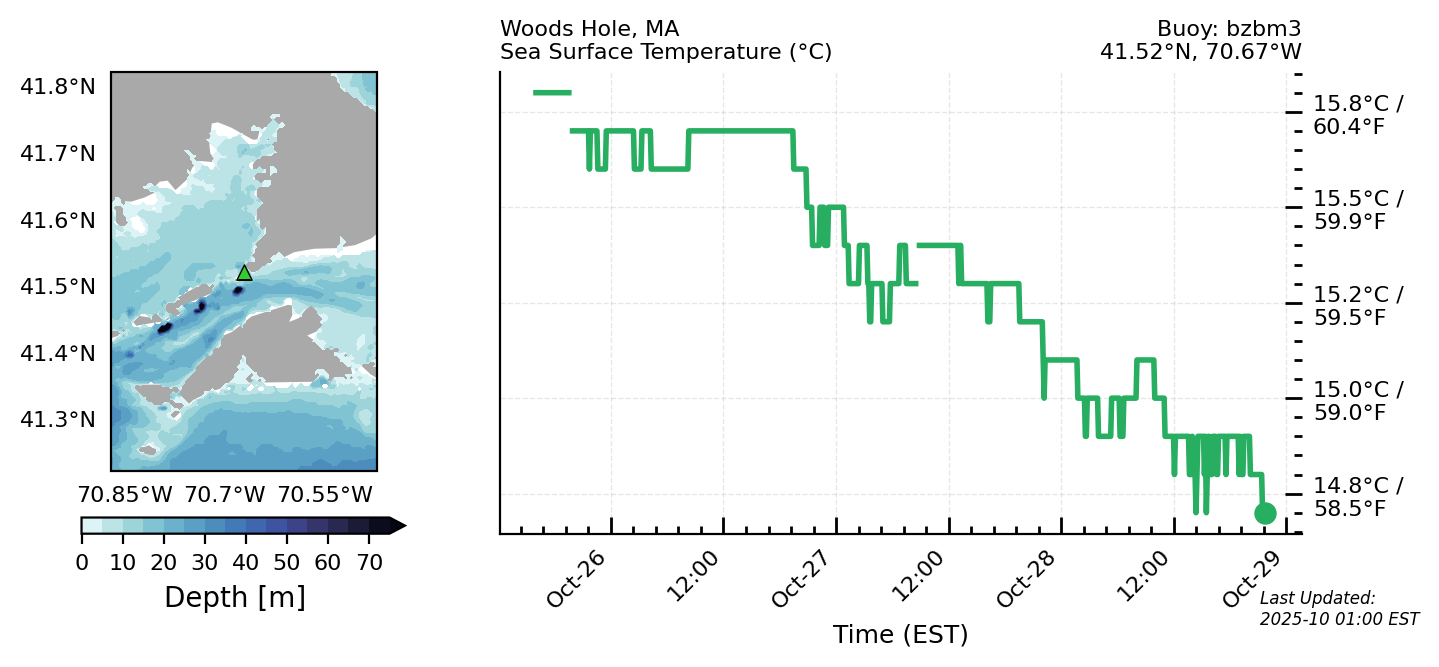 Woods Hole, MA
Sea Surface Temperature (°C)
Buoy: bzbm3
41.52°N, 70.67°W
41.8°N
41.7°N
41.6°N
41.5°N
41.4°N
41.3°N
70.85°W 70.7°W 70.55°W
0 10 20 30 40 50 60 70
Depth [m]
15.8°C /
60.4°F
15.5°C /
59.9°F
15.2°C /
59.5°F
15.0°C /
59.0°F
14.8°C /
58.5°F
Oct-26
12:00
Oct-27
12:00
Oct-28
12:00
Oct-29
Time (EST)
Last Updated:
2025-10 01:00 EST